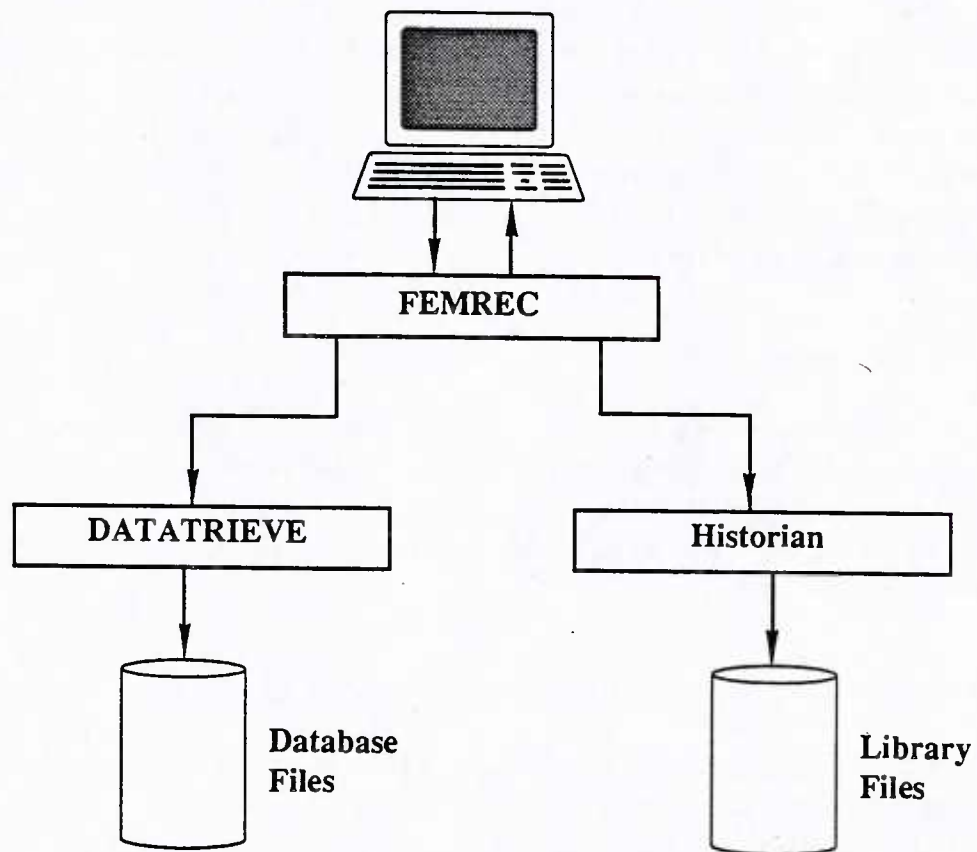 FEMREC
DATATRIEVE
Historian
Database
Files
Library
Files